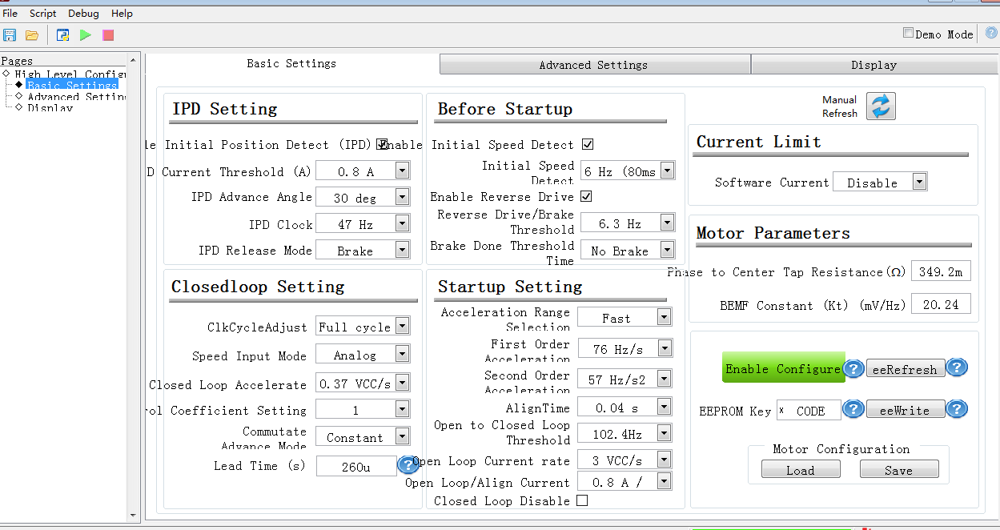 File Script Debug Help
Demo Mode
Pages
High Level Configu
Basic Settings
Advanced Settin
Display
Basic Settings
Advanced Settings
Display
IPD Setting
le Initial Position Detect (IPD)
D Current Threshold (A) 0.8 A
IPD Advance Angle 30 deg
IPD Clock 47 Hz
IPD Release Mode Brake
Before Startup
Enable Initial Speed Detect
Initial Speed
Detect
6 Hz (80ms
Enable Reverse Drive
Reverse Drive/Brake
Threshold
6.3 Hz
Brake Done Threshold
Time
No Brake
Closedloop Setting
ClkCycleAdjust Full cycle
Speed Input Mode Analog
Closed Loop Accelerate 0.37 VCC/s
rol Coefficient Setting 1
Commutate
Advance Mode
Constant
Lead Time (s) 260u
Startup Setting
Acceleration Range
Selection
Fast
First Order
Acceleration
76 Hz/s
Second Order
Acceleration
57 Hz/s2
AlignTime 0.04 s
Open to Closed Loop
Threshold
102.4Hz
Open Loop Current rate 3 VCC/s
Open Loop/Align Current 0.8 A /
Closed Loop Disable
Manual
Refresh
Current Limit
Software Current Disable
Motor Parameters
Phase to Center Tap Resistance(Ω) 349.2m
BEMF Constant (Kt) (mV/Hz) 20.24
Enable Configure ? eeRefresh ?
EEPROM Key x CODE ? eeWrite ?
Motor Configuration
Load Save